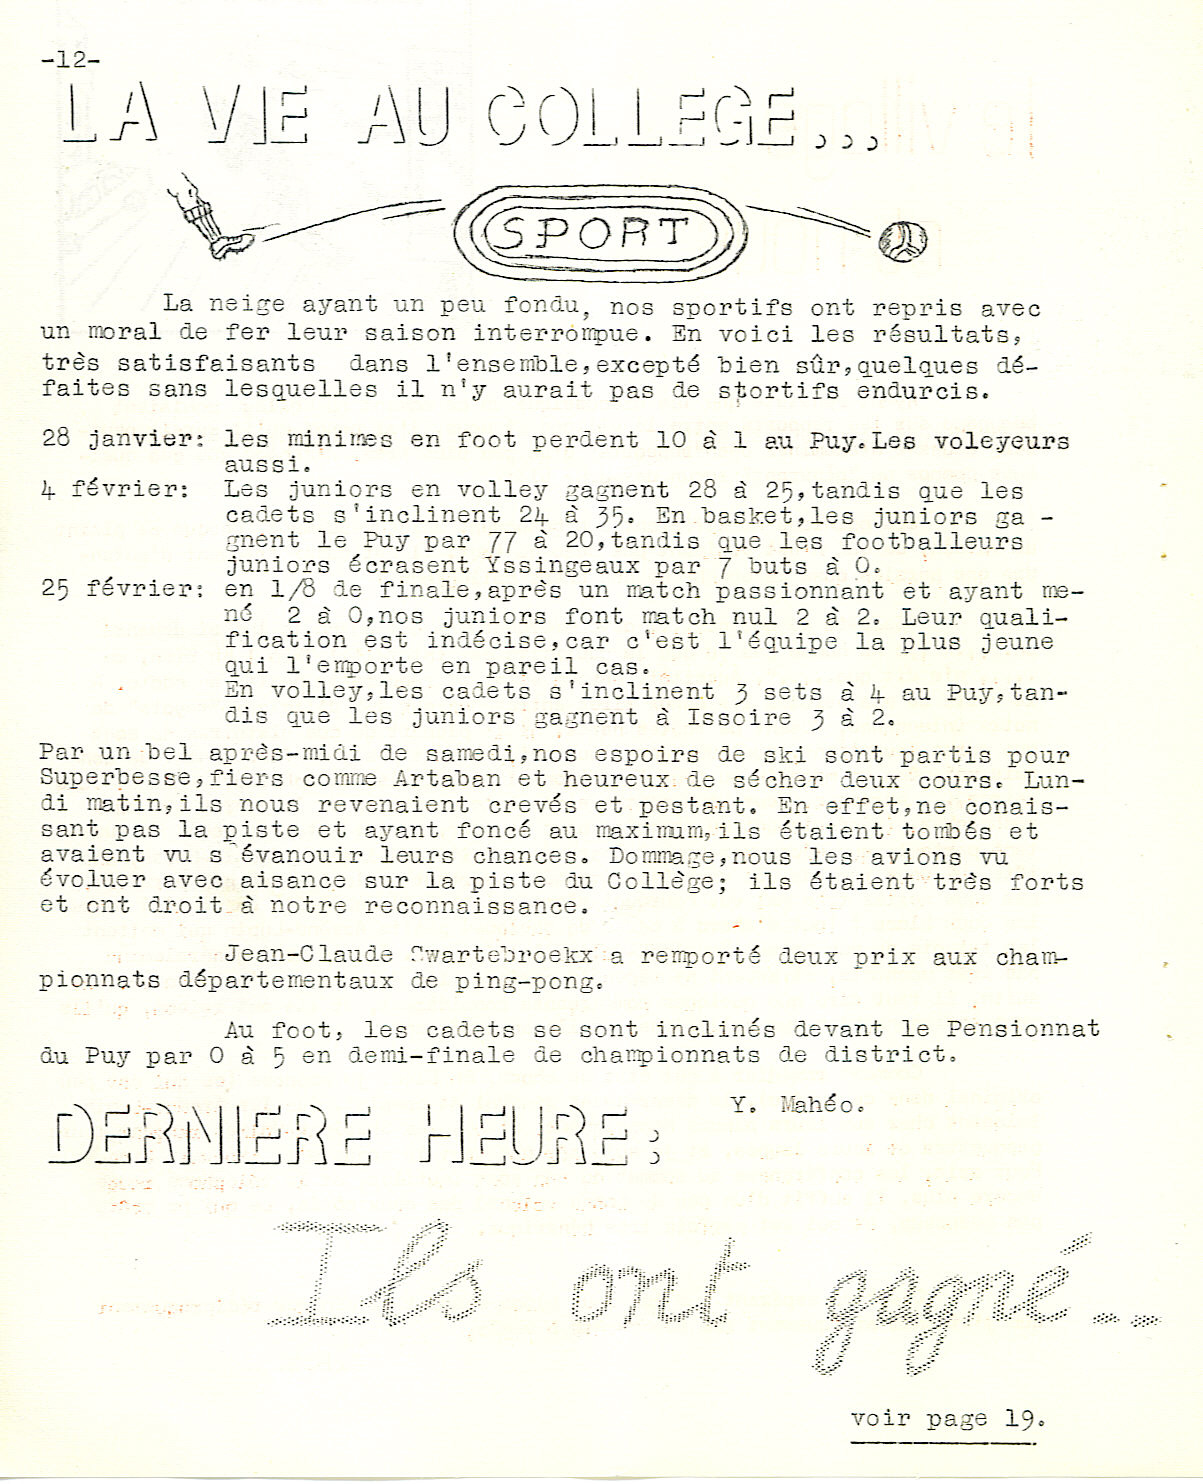 -12-
LA VIE AU COLLEGE...
SPORT
La neige ayant un peu fondu, nos sportifs ont repris avec
un moral de fer leur saison interrompue. En voici les résultats,
très satisfaisants dans l'ensemble,excepté bien sûr,quelques dé-
faites sans lesquelles il n'y aurait pas de sportifs endurcis.
28 janvier: les minimes en foot perdent 10 à 1 au Puy.Les voleyeurs
aussi.
4 février: Les juniors en volley gagnent 28 à 25,tandis que les
cadets s'inclinent 24 à 35. En basket,les juniors ga -
gnent le Puy par 77 à 20,tandis que les footballeurs
juniors écrasent Yssingeaux par 7 buts à 0.
25 février: en 1/8 de finale,après un match passionnant et ayant me-
né 2 à 0,nos juniors font match nul 2 à 2. Leur quali-
fication est indécise,car c'est l'équipe la plus jeune
qui l'emporte en pareil cas.
En volley,les cadets s'inclinent 3 sets à 4 au Puy,tan-
dis que les juniors gagnent à Issoire 3 à 2.
Par un bel après-midi de samedi,nos espoirs de ski sont partis pour
Superbesse,fiers comme Artaban et heureux de sécher deux cours. Lun-
di matin,ils nous revenaient crevés et pestant. En effet,ne conais-
sant pas la piste et ayant foncé au maximum,ils étaient tombés et
avaient vu s'évanouir leurs chances. Dommage,nous les avions vu
évoluer avec aisance sur la piste du Collège; ils étaient très forts
et ont droit à notre reconnaissance.
Jean-Claude Swartebroekx a remporté deux prix aux cham-
pionnats départementaux de ping-pong.
Au foot, les cadets se sont inclinés devant le Pensionnat
du Puy par 0 à 5 en demi-finale de championnats de district.
Y. Mahéo.
DERNIERE HEURE:
Ils ont gagné...
voir page 19.